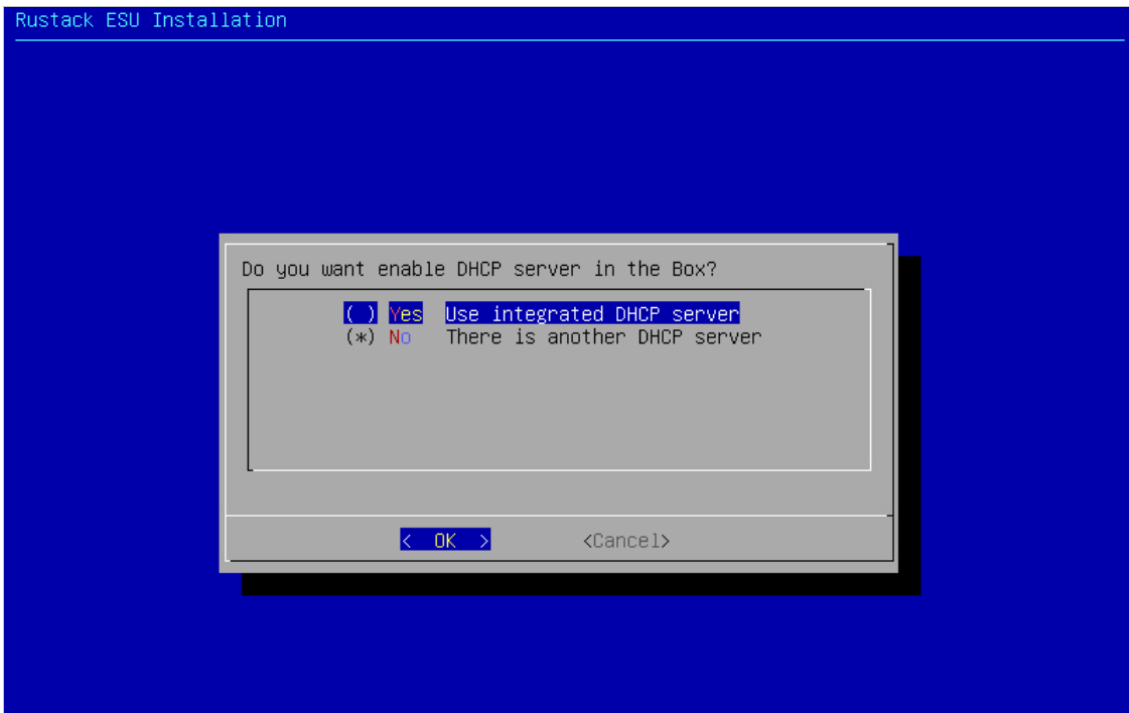 Rustack ESU Installation
Do you want enable DHCP server in the Box?
( ) Yes Use integrated DHCP server
(*) No There is another DHCP server
< OK > <Cancel>